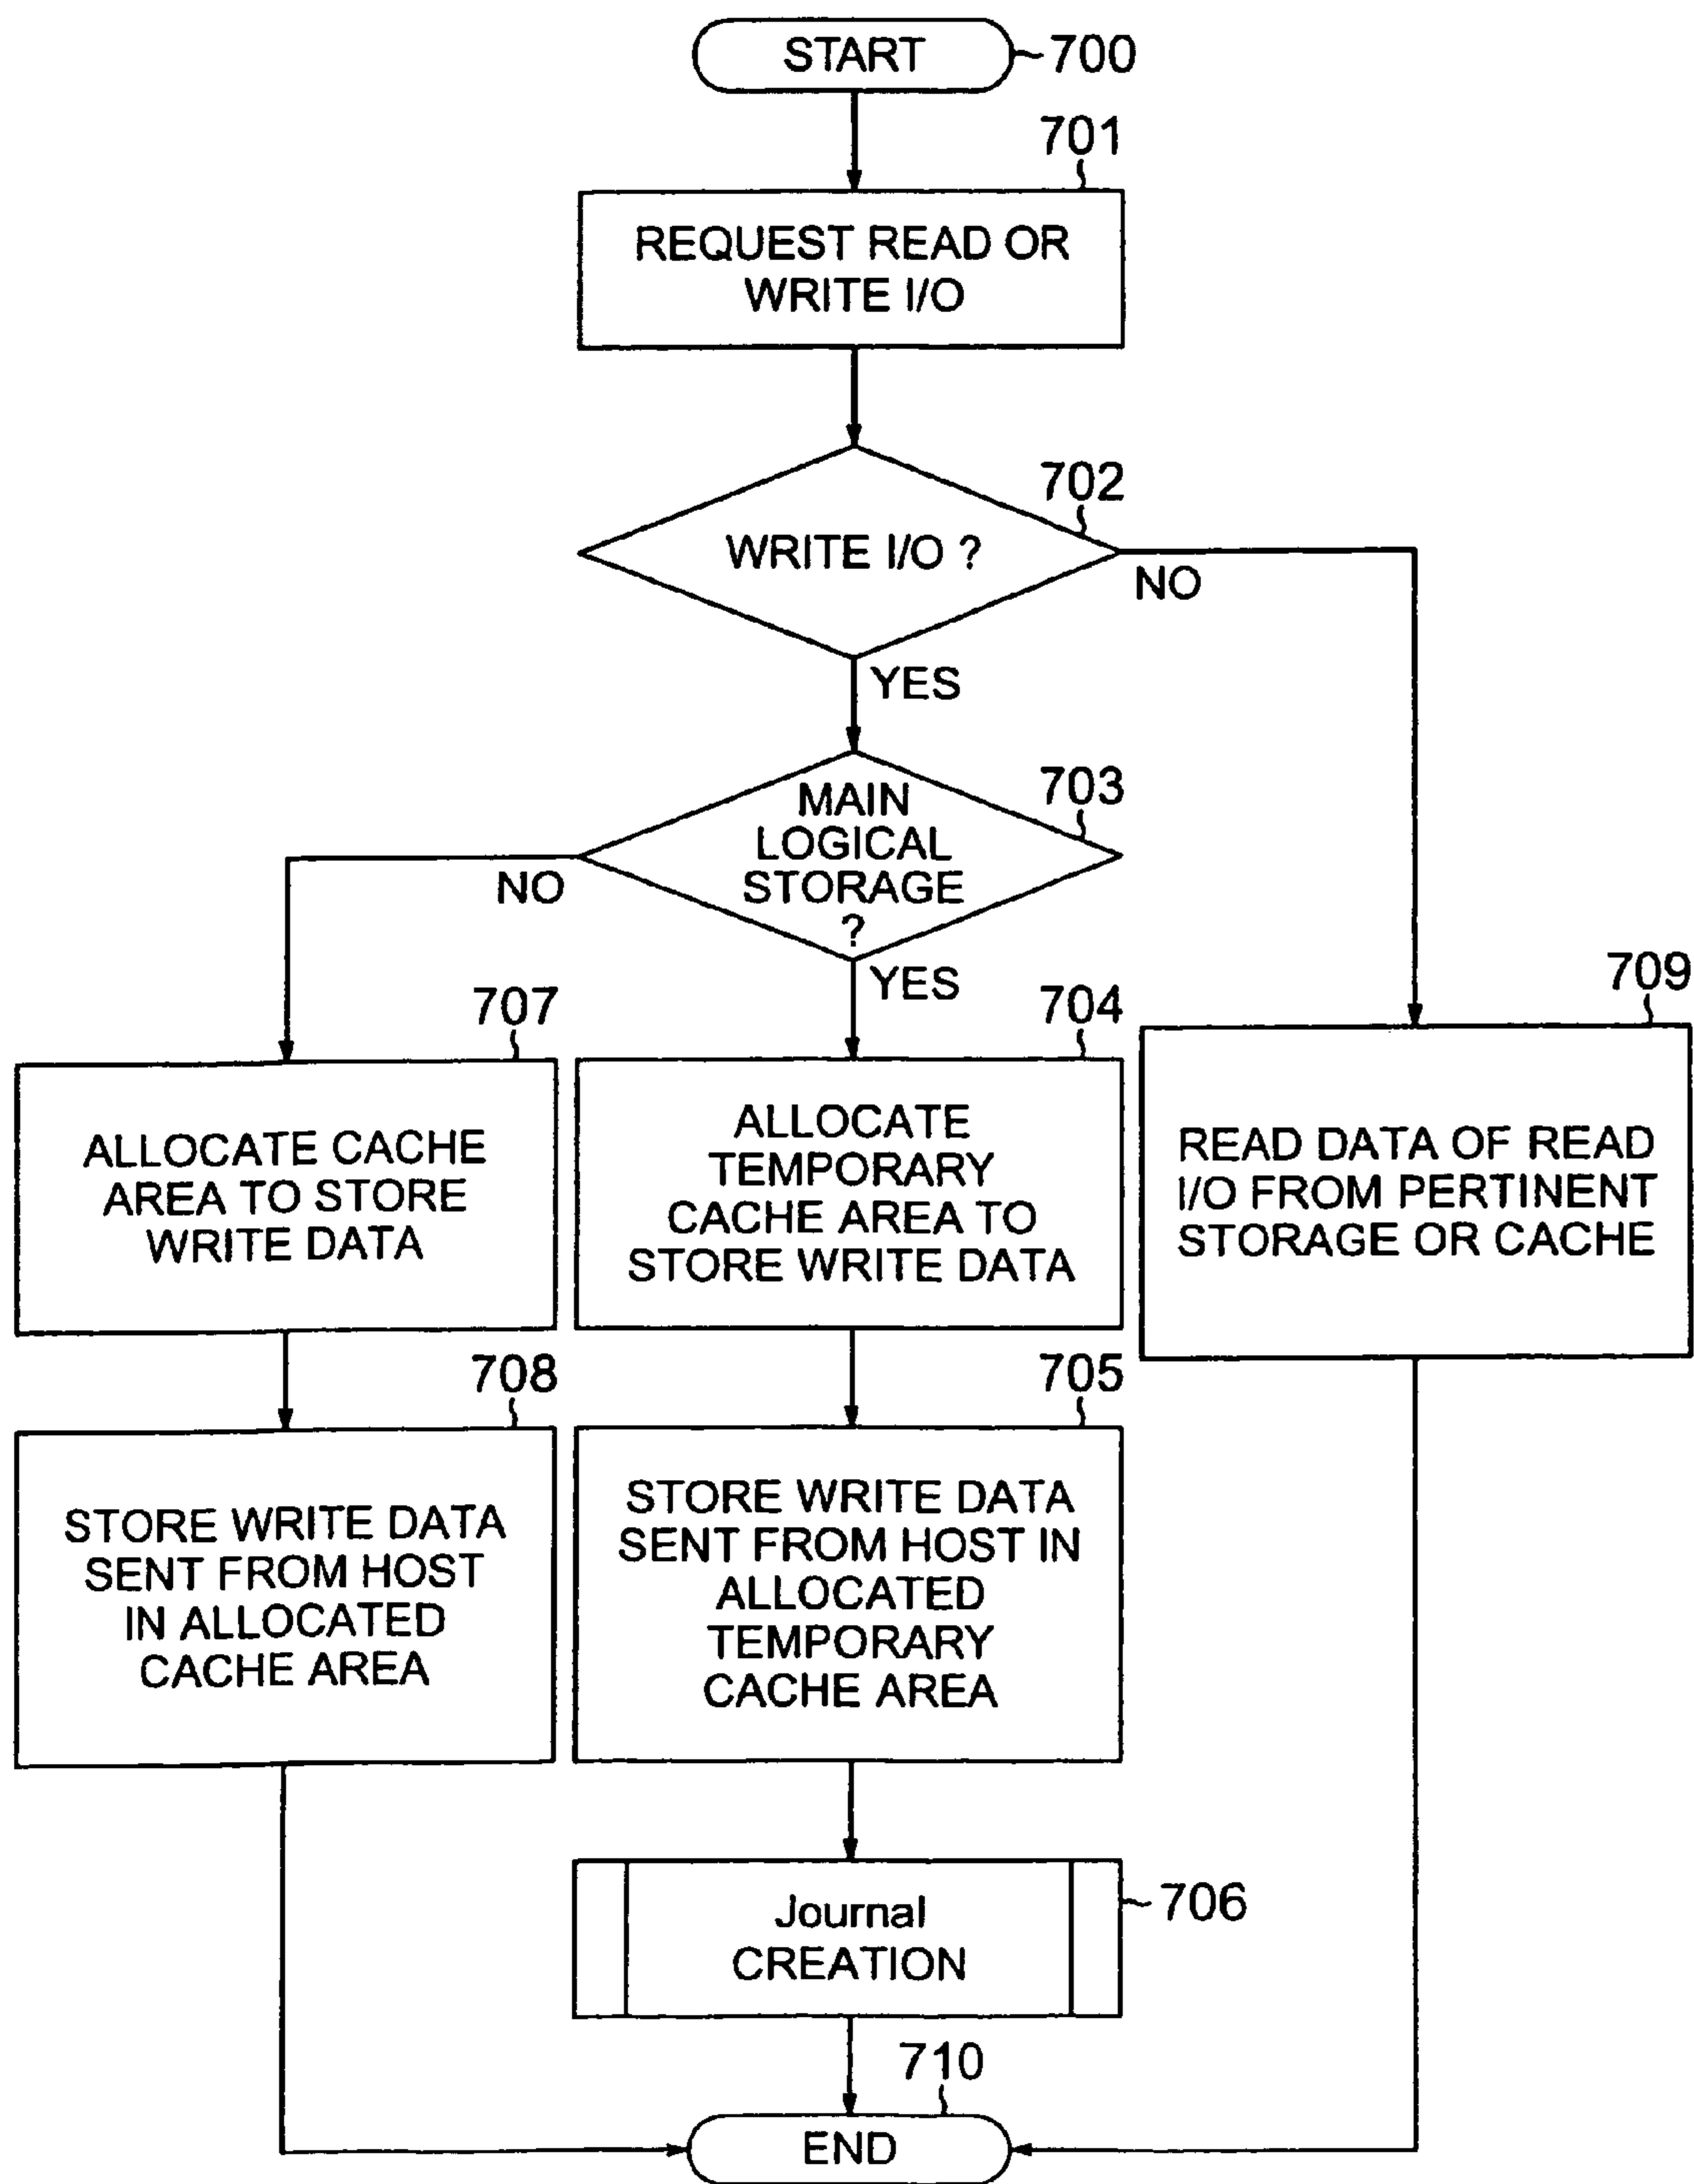 START
700
701
REQUEST READ OR
WRITE I/O
702
WRITE I/O ?
NO
YES
703
MAIN
LOGICAL
STORAGE
?
NO
YES
707
ALLOCATE CACHE
AREA TO STORE
WRITE DATA
704
ALLOCATE
TEMPORARY
CACHE AREA TO
STORE WRITE DATA
709
READ DATA OF READ
I/O FROM PERTINENT
STORAGE OR CACHE
708
STORE WRITE DATA
SENT FROM HOST
IN ALLOCATED
CACHE AREA
705
STORE WRITE DATA
SENT FROM HOST IN
ALLOCATED
TEMPORARY
CACHE AREA
Journal
CREATION
706
710
END